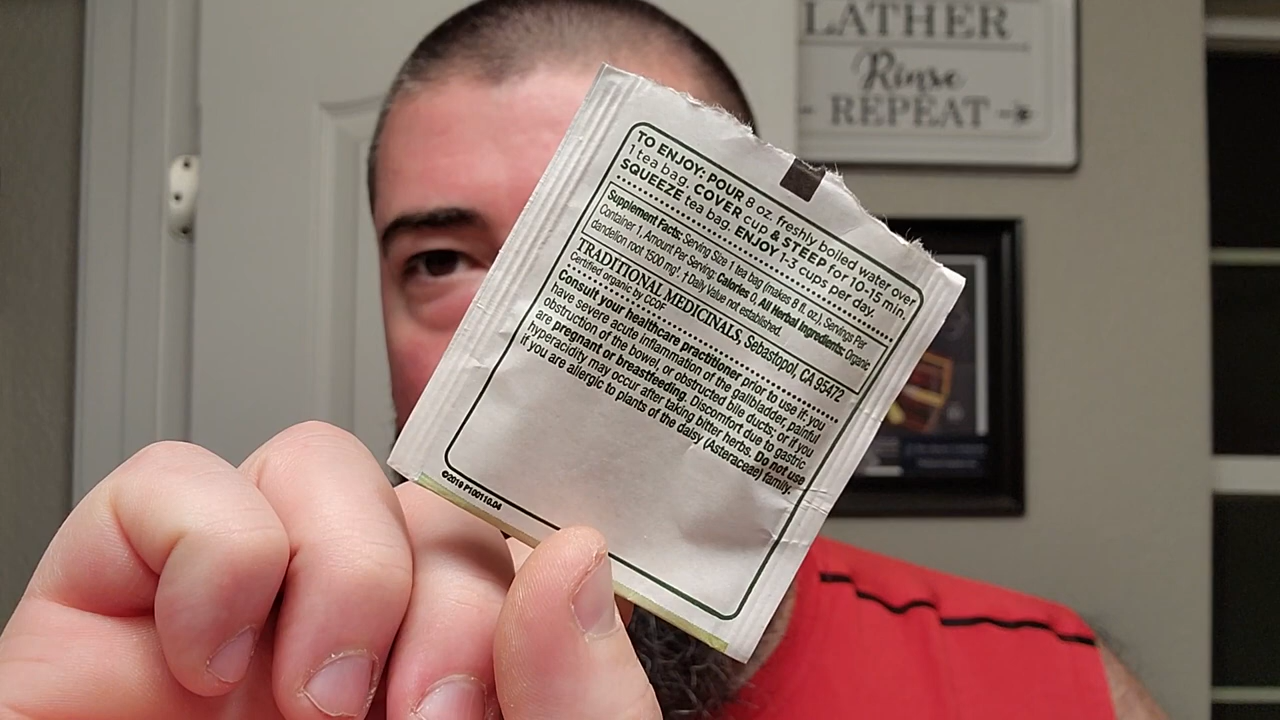 LATHER
Rinse
REPEAT
TO ENJOY: POUR 8 oz. freshly boiled water over
1 tea bag, COVER cup & STEEP for 10-15 min.
SQUEEZE tea bag. ENJOY 1-3 cups per day.
Supplement Facts: Serving Size 1 tea bag (makes 8 fl. oz.), Servings Per
Container 1, Amount Per Serving: Calories 0, All Herbal Ingredients: Organic
dandelion root 1500 mg†. † Daily Value not established.
TRADITIONAL MEDICINALS, Sebastopol, CA 95472
Certified organic by CCOF
Consult your healthcare practitioner prior to use if: you
have severe acute inflammation of the gallbladder, painful
obstruction of the bowel, or obstructed bile ducts; or if you
are pregnant or breastfeeding. Discomfort due to gastric
hyperacidity may occur after taking bitter herbs. Do not use
if you are allergic to plants of the daisy (Asteraceae) family.
©2019 P100110.04